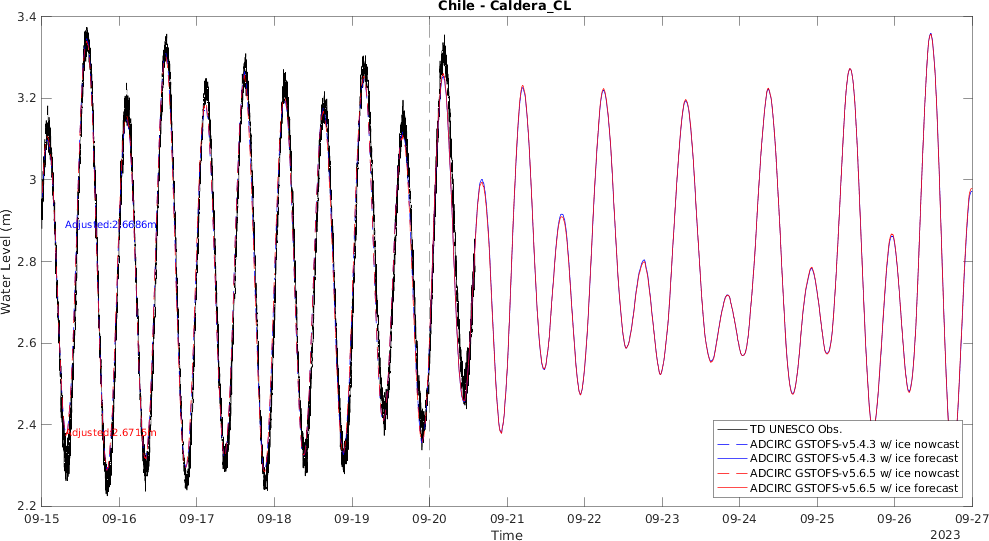 Chile - Caldera_CL
3.4
3.2
3
2.8
2.6
2.4
2.2
Water Level (m)
Adjusted:2.6686m
Adjusted:2.6715m
TD UNESCO Obs.
ADCIRC GSTOFS-v5.4.3 w/ ice nowcast
ADCIRC GSTOFS-v5.4.3 w/ ice forecast
ADCIRC GSTOFS-v5.6.5 w/ ice nowcast
ADCIRC GSTOFS-v5.6.5 w/ ice forecast
09-15 09-16 09-17 09-18 09-19 09-20 09-21 09-22 09-23 09-24 09-25 09-26 09-27
Time
2023